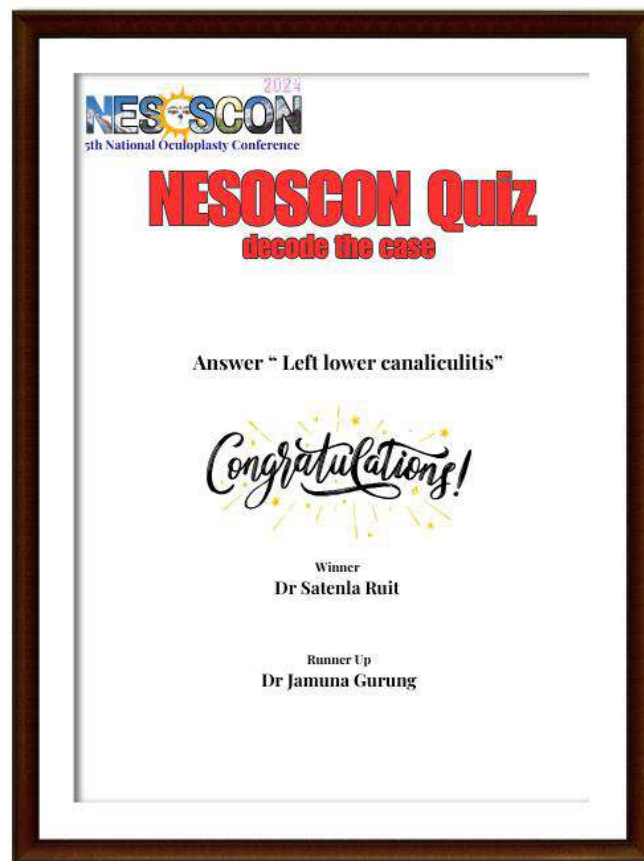 2024
NESOSCON
5th National Oculoplasty Conference
NESOSCON Quiz
decode the case
Answer “ Left lower canaliculitis”
Congratulations!
Winner
Dr Satenla Ruit
Runner Up
Dr Jamuna Gurung